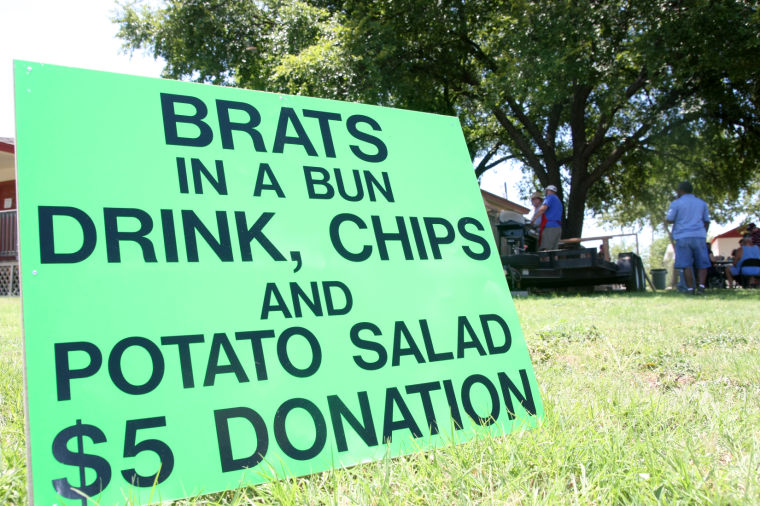 BRATS
IN A BUN
DRINK, CHIPS
AND
POTATO SALAD
$5 DONATION